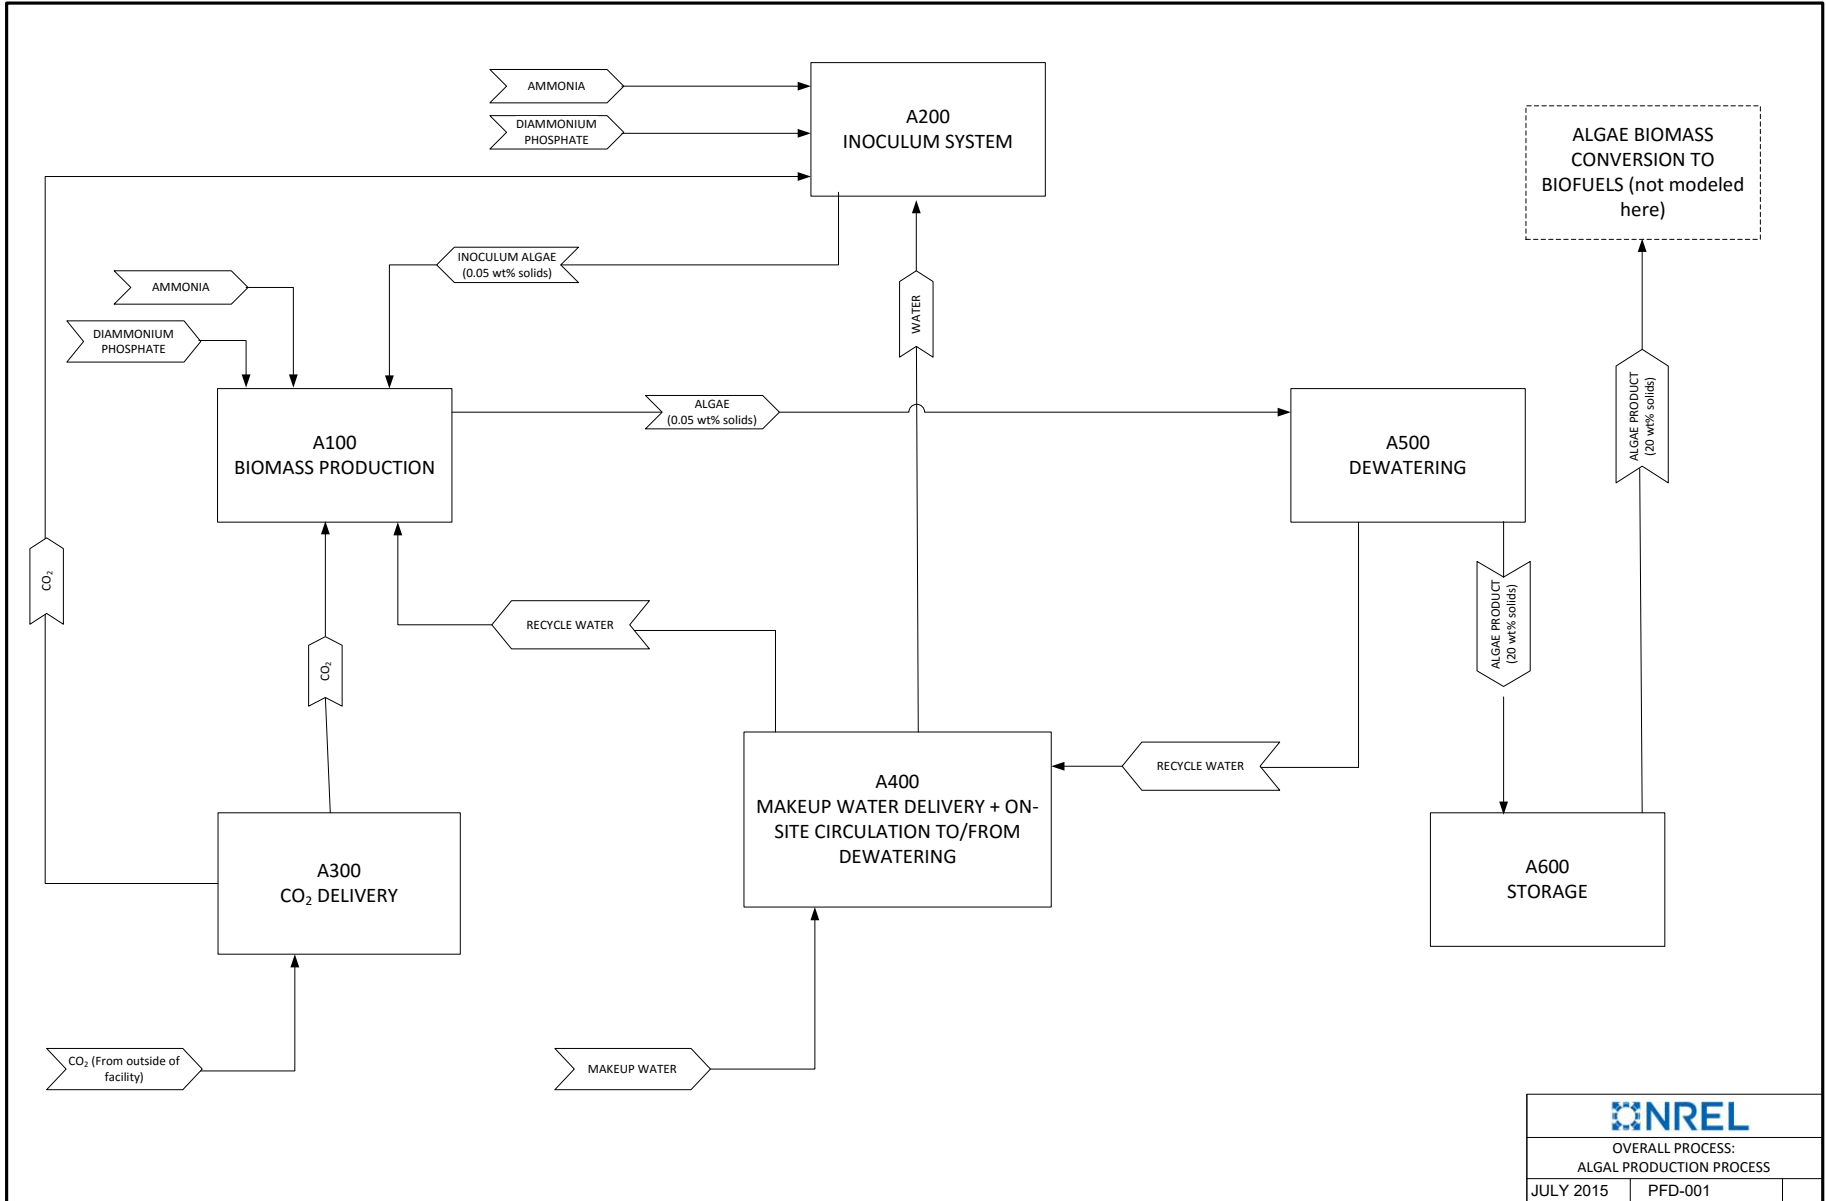 AMMONIA
DIAMMONIUM
PHOSPHATE
A200
INOCULUM SYSTEM
ALGAE BIOMASS
CONVERSION TO
BIOFUELS (not modeled
here)
INOCULUM ALGAE
(0.05 wt% solids)
AMMONIA
DIAMMONIUM
PHOSPHATE
WATER
ALGAE
(0.05 wt% solids)
A100
BIOMASS PRODUCTION
A500
DEWATERING
ALGAE PRODUCT
(20 wt% solids)
CO₂
CO₂
RECYCLE WATER
ALGAE PRODUCT
(20 wt% solids)
RECYCLE WATER
A400
MAKEUP WATER DELIVERY + ON-
SITE CIRCULATION TO/FROM
DEWATERING
A300
CO₂ DELIVERY
A600
STORAGE
CO₂ (From outside of
facility)
MAKEUP WATER
NREL
OVERALL PROCESS:
ALGAL PRODUCTION PROCESS
JULY 2015 PFD-001